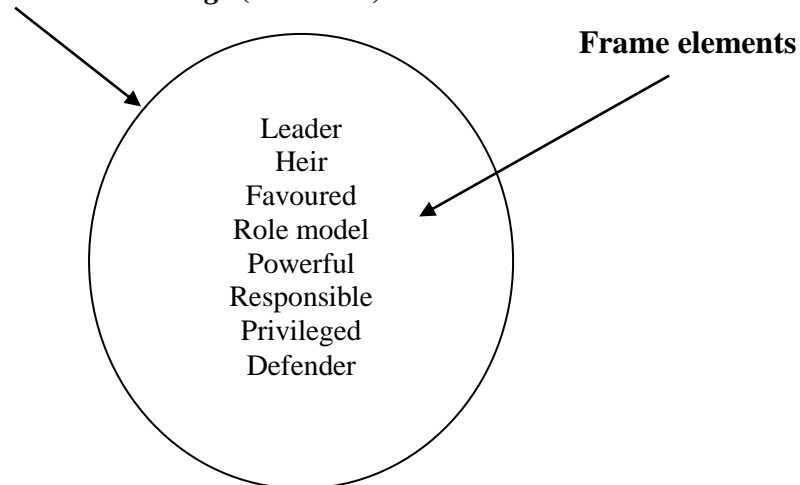 Frame elements
Leader
Heir
Favoured
Role model
Powerful
Responsible
Privileged
Defender